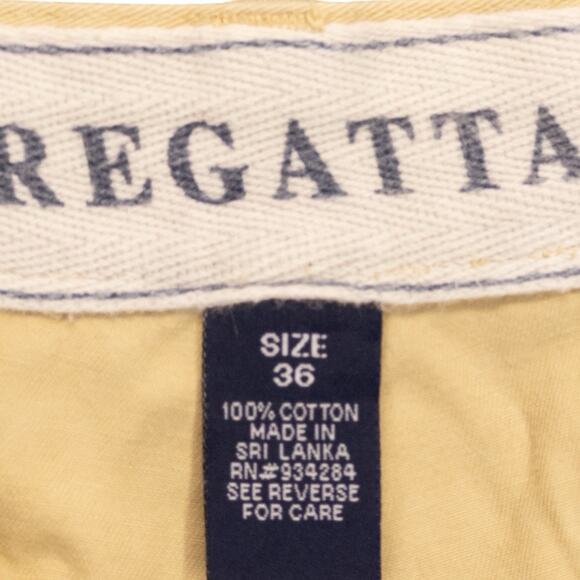 REGATTA
SIZE
36
100% COTTON
MADE IN
SRI LANKA
RN#934284
SEE REVERSE
FOR CARE